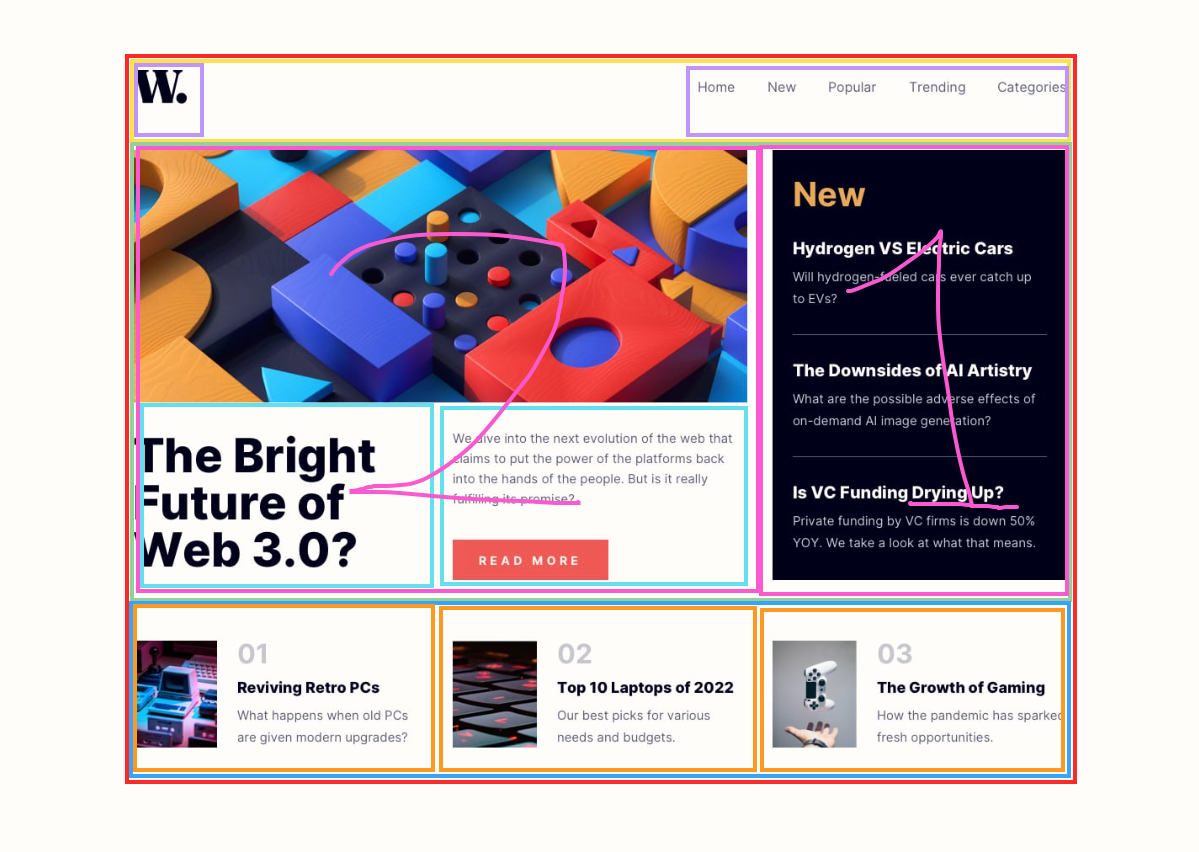 W.
Home New Popular Trending Categories
2
The Bright
Future of
Web 3.0?
We dive into the next evolution of the web that
claims to put the power of the platforms back
into the hands of the people. But is it really
fulfilling its promise?
READ MORE
1
New
Hydrogen VS Electric Cars
Will hydrogen-fueled cars ever catch up
to EVs?
The Downsides of AI Artistry
What are the possible adverse effects of
on-demand AI image generation?
Is VC Funding Drying Up?
Private funding by VC firms is down 50%
YOY. We take a look at what that means.
01
Reviving Retro PCs
What happens when old PCs
are given modern upgrades?
02
Top 10 Laptops of 2022
Our best picks for various
needs and budgets.
03
The Growth of Gaming
How the pandemic has sparked
fresh opportunities.